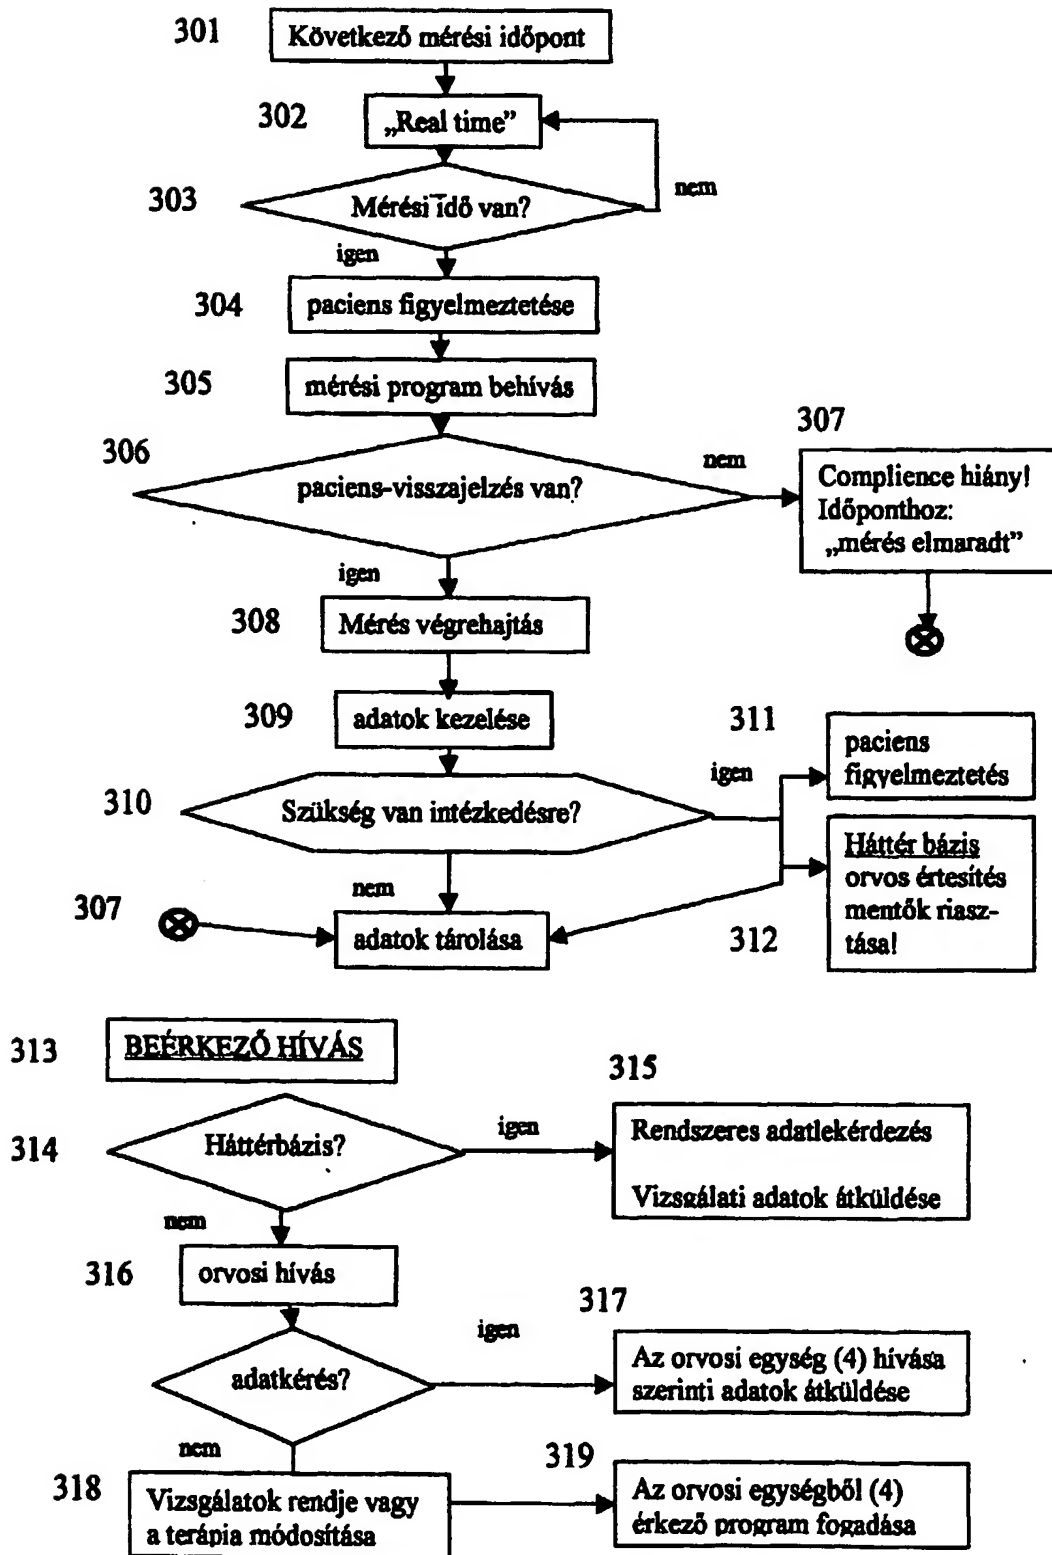 301
Következő mérési időpont
302
„Real time”
nem
303
Mérési idő van?
igen
304
paciens figyelmeztetése
305
mérési program behívás
306
paciens-visszajelzés van?
nem
307
Complience hiány!
Időponthoz:
„mérés elmaradt”
igen
308
Mérés végrehajtás
309
adatok kezelése
310
Szükség van intézkedésre?
igen
311
paciens
figyelmeztetés
Háttér bázis
orvos értesítés
mentők riasz-
tása!
312
nem
307
adatok tárolása
313
BEÉRKEZŐ HÍVÁS
314
Háttérbázis?
igen
315
Rendszeres adatlekérdezés
Vizsgálati adatok átküldése
nem
316
orvosi hívás
adatkérés?
igen
317
Az orvosi egység (4) hívása
szerinti adatok átküldése
nem
318
Vizsgálatok rendje vagy
a terápia módosítása
319
Az orvosi egységből (4)
érkező program fogadása